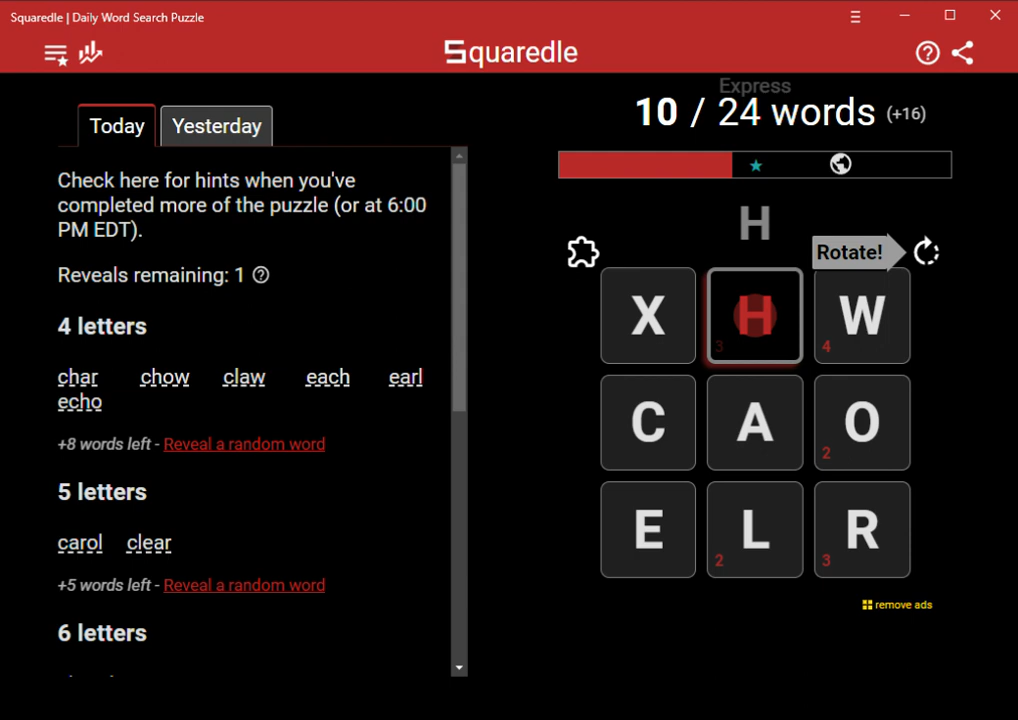 Squaredle | Daily Word Search Puzzle
Squaredle
Express
Today
Yesterday
10 / 24 words (+16)
Check here for hints when you've
completed more of the puzzle (or at 6:00
PM EDT).
H
Rotate!
Reveals remaining: 1
4 letters
char chow claw each earl
echo
+8 words left - Reveal a random word
5 letters
carol clear
+5 words left - Reveal a random word
6 letters
X H W
3 4
C A O
2
E L R
2 3
remove ads